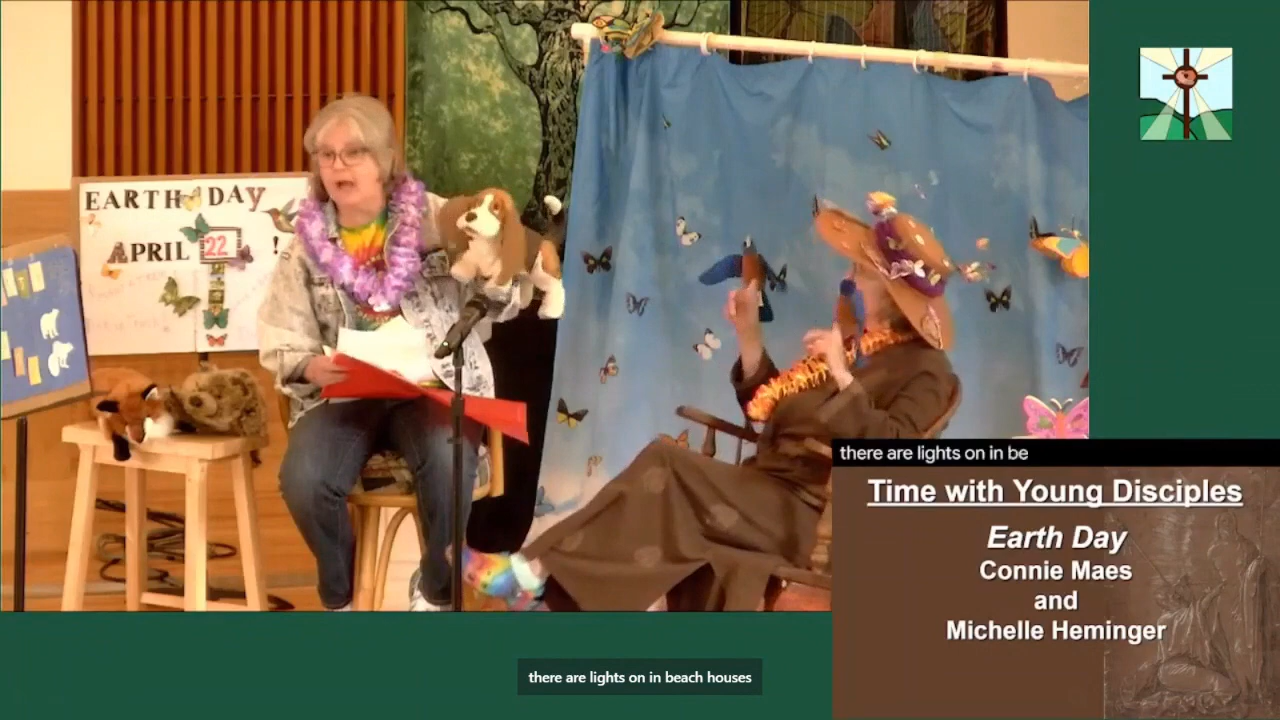 EARTH DAY
APRIL 22 !
there are lights on in be
Time with Young Disciples
Earth Day
Connie Maes
and
Michelle Heminger
there are lights on in beach houses